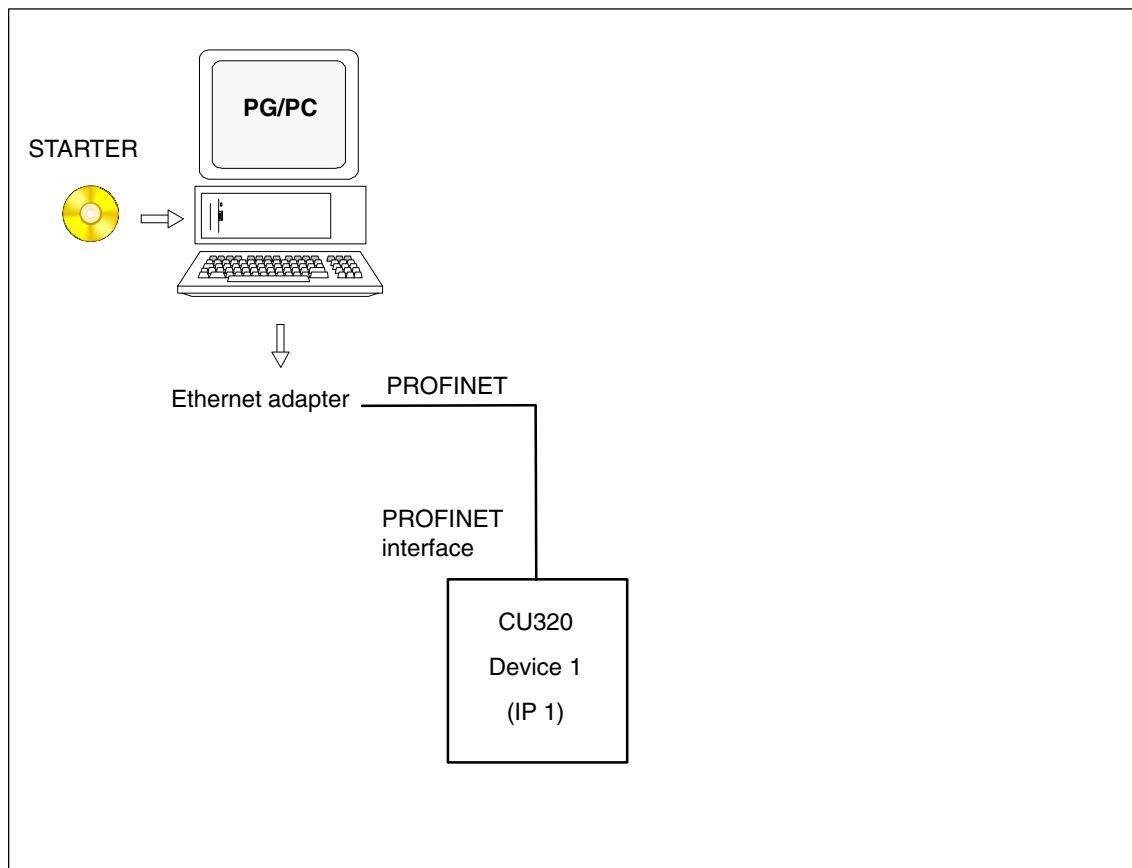 PG/PC
STARTER
Ethernet adapter
PROFINET
PROFINET
interface
CU320
Device 1
(IP 1)